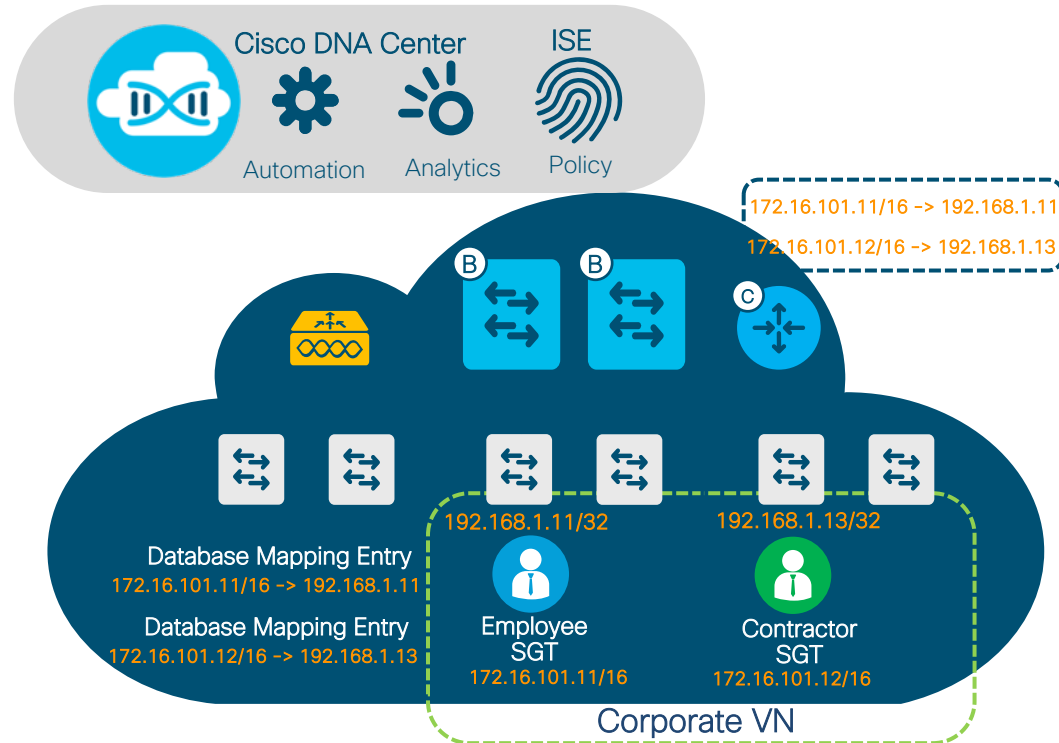 Cisco DNA Center
ISE
Automation
Analytics
Policy
172.16.101.11/16 -> 192.168.1.11
172.16.101.12/16 -> 192.168.1.13
B
B
C
192.168.1.11/32
192.168.1.13/32
Database Mapping Entry
172.16.101.11/16 -> 192.168.1.11
Database Mapping Entry
172.16.101.12/16 -> 192.168.1.13
Employee
SGT
172.16.101.11/16
Contractor
SGT
172.16.101.12/16
Corporate VN